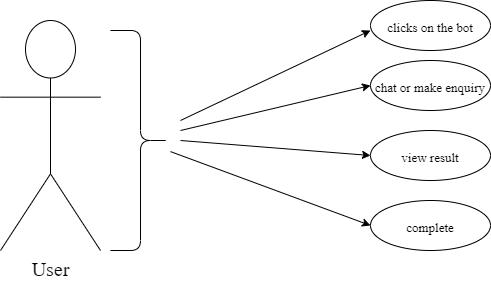 clicks on the bot
chat or make enquiry
view result
complete
User